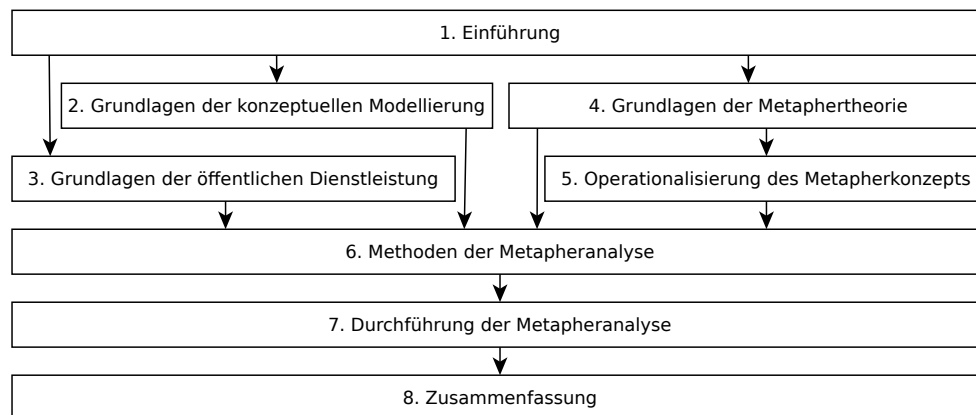 1. Einführung
2. Grundlagen der konzeptuellen Modellierung
4. Grundlagen der Metaphertheorie
3. Grundlagen der öffentlichen Dienstleistung
5. Operationalisierung des Metapherkonzepts
6. Methoden der Metapheranalyse
7. Durchführung der Metapheranalyse
8. Zusammenfassung